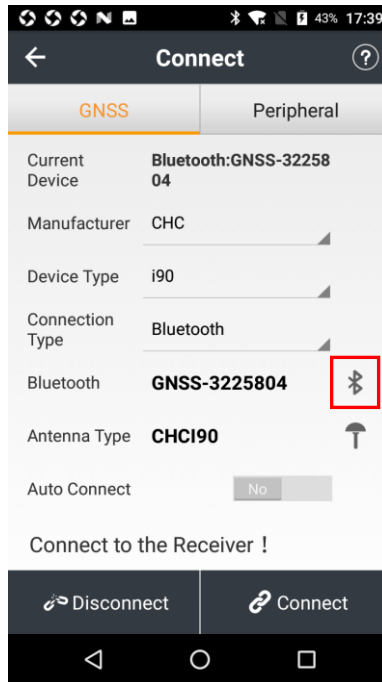 43% 17:39
Connect
GNSS Peripheral
Current Bluetooth:GNSS-32258
Device 04
Manufacturer CHC
Device Type i90
Connection
Type Bluetooth
Bluetooth GNSS-3225804
Antenna Type CHCI90
Auto Connect No
Connect to the Receiver !
Disconnect Connect